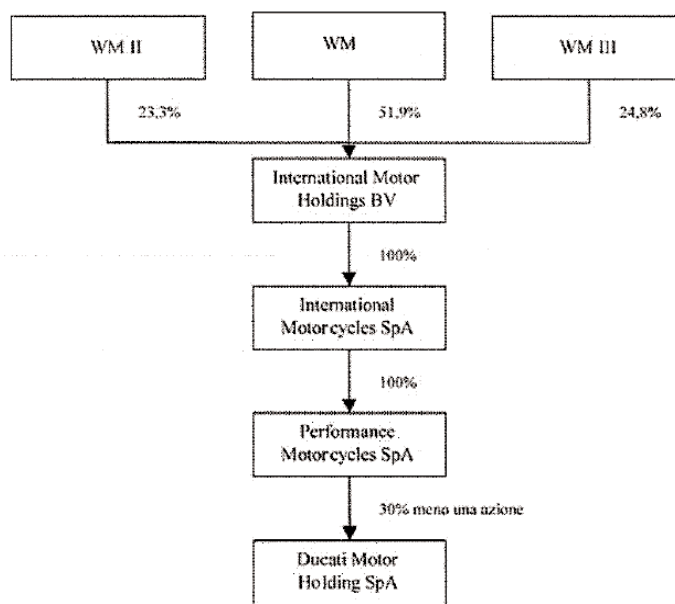 WM II
WM
WM III
23,3%
51,9%
24,8%
International Motor
Holdings BV
100%
International
Motorcycles SpA
100%
Performance
Motorcycles SpA
30% meno una azione
Ducati Motor
Holding SpA